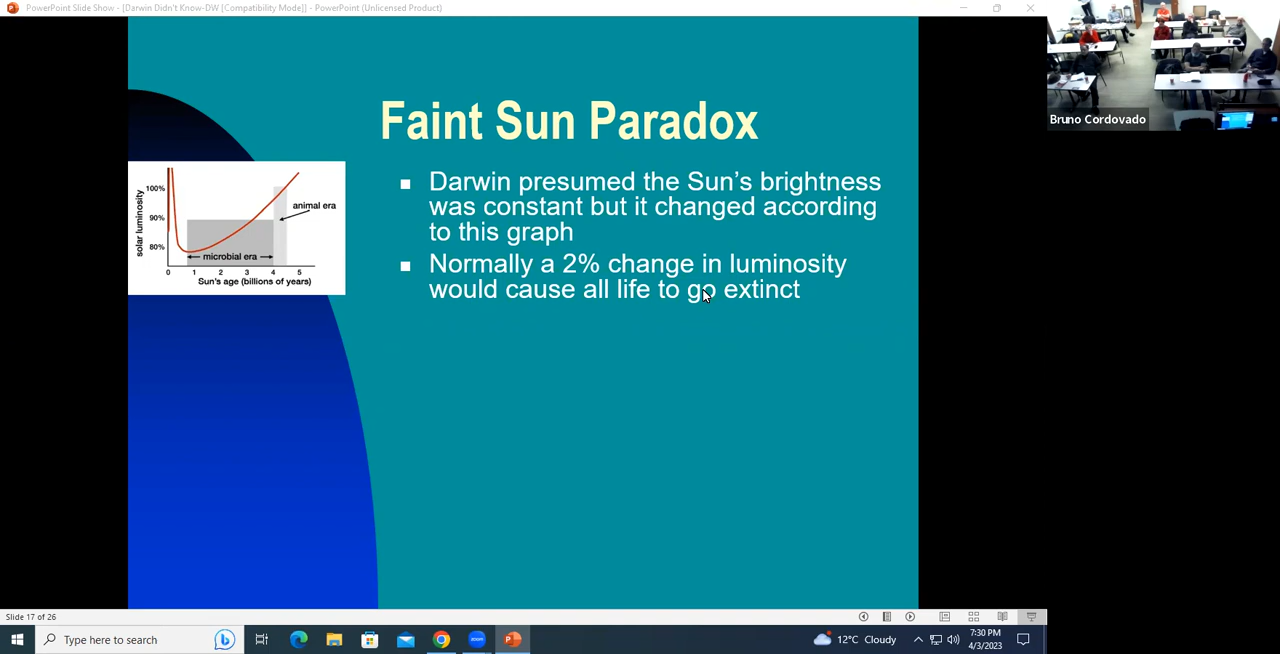 PowerPoint Slide Show - [Darwin Didn't Know-DW [Compatibility Mode]] - PowerPoint (Unlicensed Product)
Bruno Cordovado
Faint Sun Paradox
Darwin presumed the Sun's brightness
was constant but it changed according
to this graph
Normally a 2% change in luminosity
would cause all life to go extinct
solar luminosity
100%
90%
80%
animal era
microbial era
0 1 2 3 4 5
Sun's age (billions of years)
Slide 17 of 26
Type here to search
zoom
12°C Cloudy
7:30 PM
4/3/2023